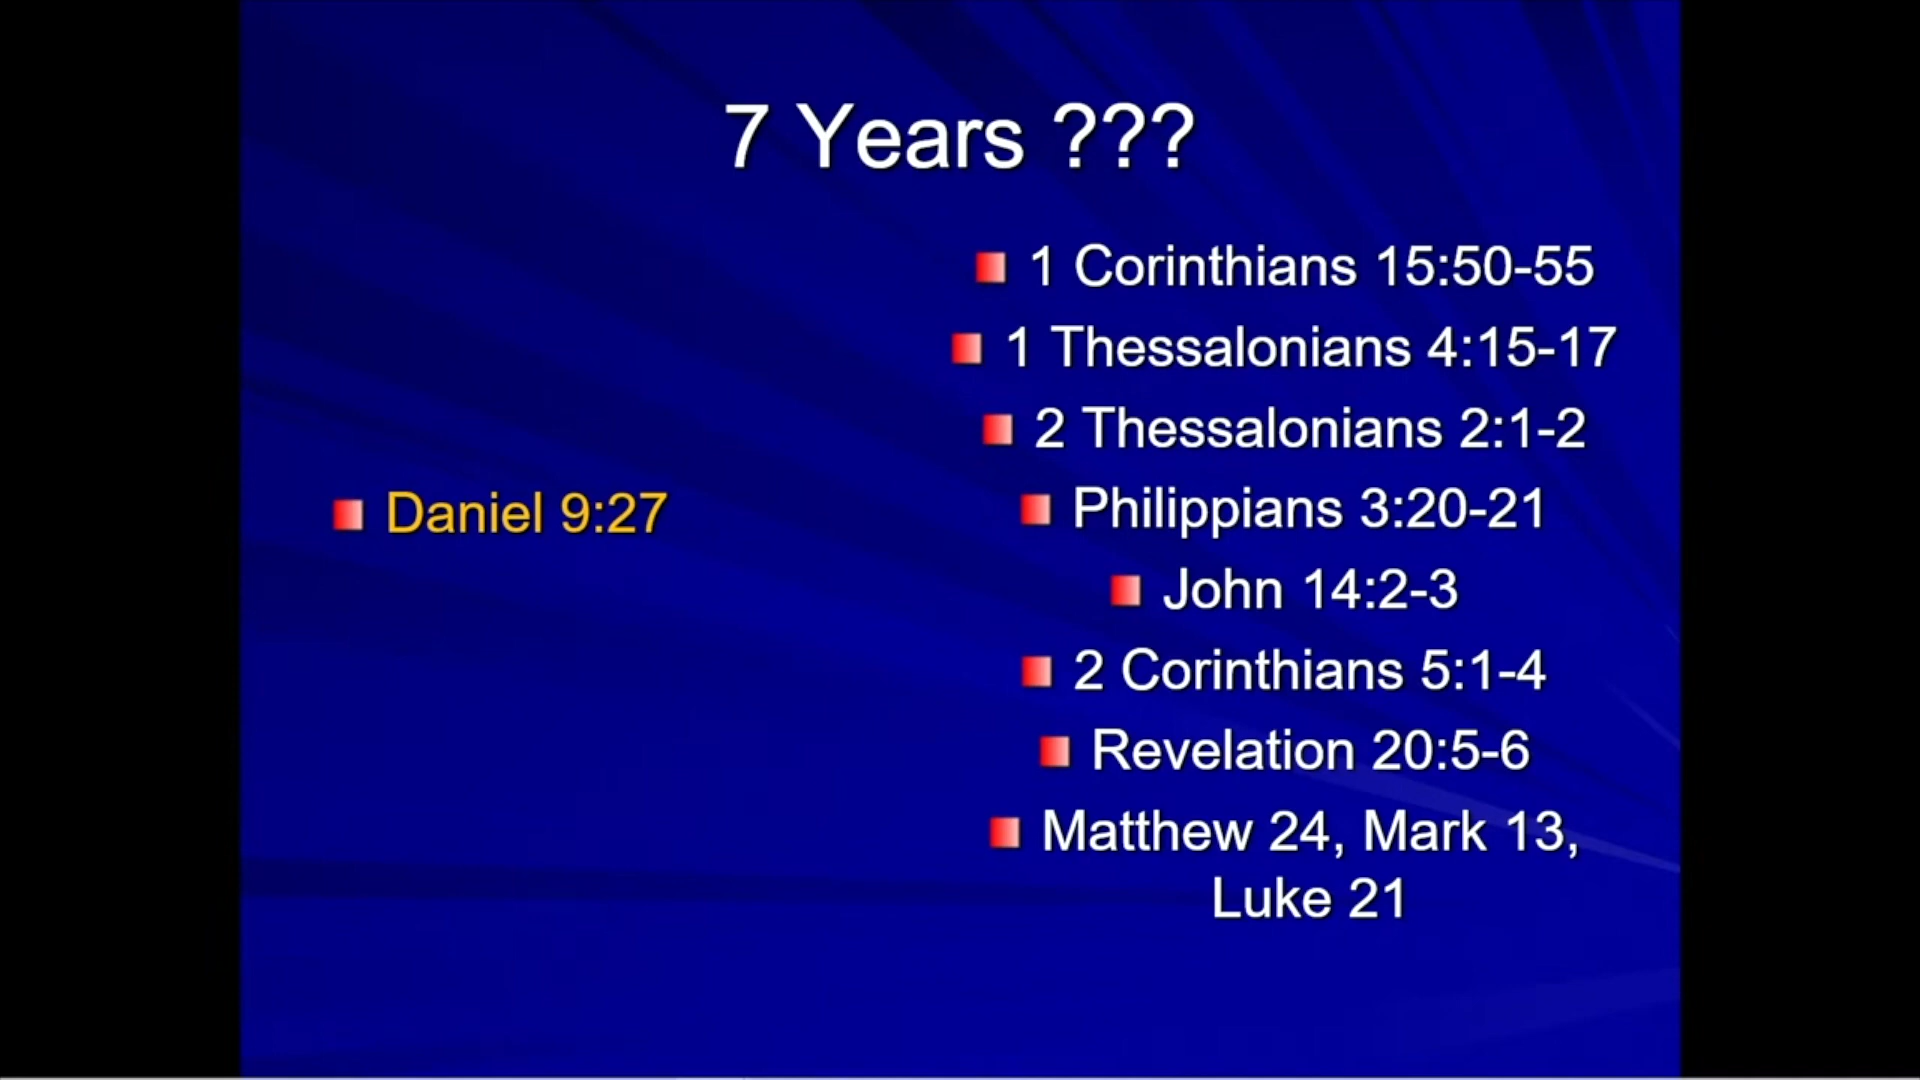 7 Years ???
Daniel 9:27
1 Corinthians 15:50-55
1 Thessalonians 4:15-17
2 Thessalonians 2:1-2
Philippians 3:20-21
John 14:2-3
2 Corinthians 5:1-4
Revelation 20:5-6
Matthew 24, Mark 13,
Luke 21